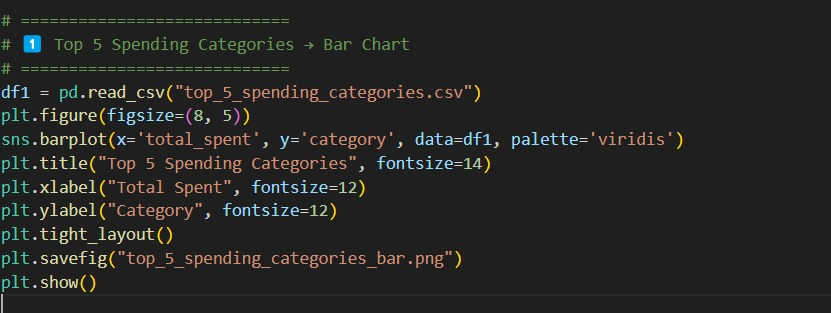 # ============================
# 1️⃣ Top 5 Spending Categories → Bar Chart
# ============================
df1 = pd.read_csv("top_5_spending_categories.csv")
plt.figure(figsize=(8, 5))
sns.barplot(x='total_spent', y='category', data=df1, palette='viridis')
plt.title("Top 5 Spending Categories", fontsize=14)
plt.xlabel("Total Spent", fontsize=12)
plt.ylabel("Category", fontsize=12)
plt.tight_layout()
plt.savefig("top_5_spending_categories_bar.png")
plt.show()